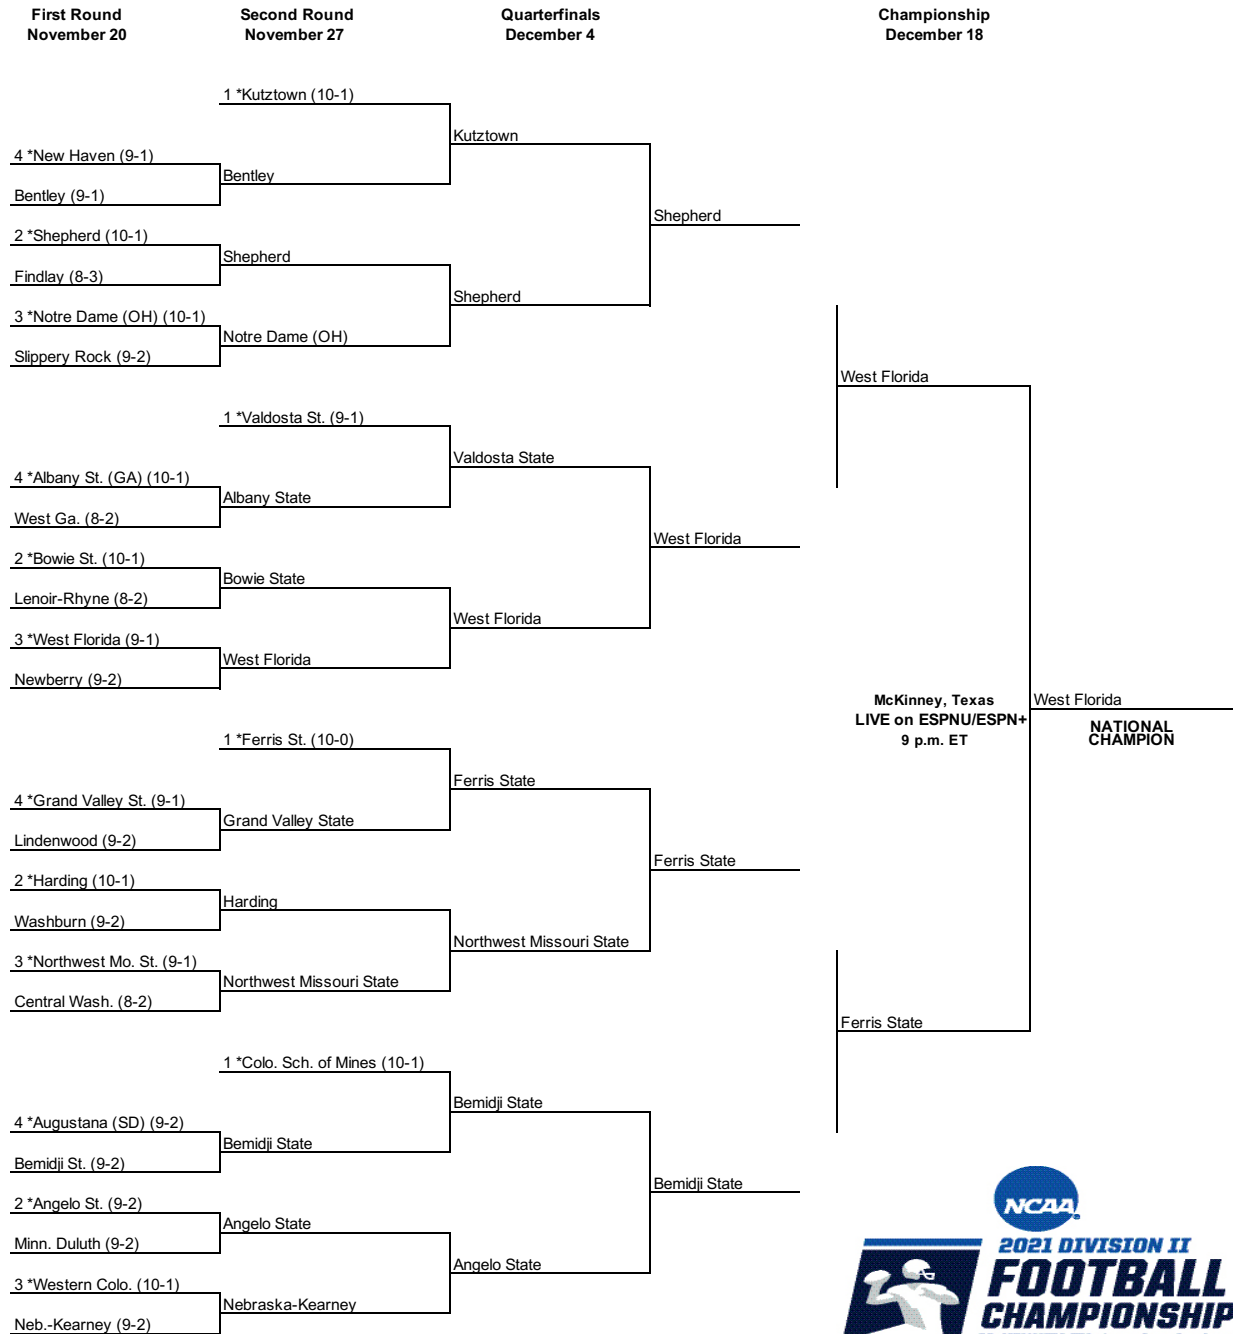 First Round
November 20
Second Round
November 27
Quarterfinals
December 4
Championship
December 18
1 *Kutztown (10-1)
Kutztown
4 *New Haven (9-1)
Bentley
Bentley (9-1)
Shepherd
2 *Shepherd (10-1)
Shepherd
Findlay (8-3)
Shepherd
3 *Notre Dame (OH) (10-1)
Notre Dame (OH)
Slippery Rock (9-2)
West Florida
1 *Valdosta St. (9-1)
Valdosta State
4 *Albany St. (GA) (10-1)
Albany State
West Ga. (8-2)
West Florida
2 *Bowie St. (10-1)
Bowie State
Lenoir-Rhyne (8-2)
West Florida
3 *West Florida (9-1)
West Florida
Newberry (9-2)
McKinney, Texas
LIVE on ESPNU/ESPN+
9 p.m. ET
West Florida
NATIONAL
CHAMPION
1 *Ferris St. (10-0)
Ferris State
4 *Grand Valley St. (9-1)
Grand Valley State
Lindenwood (9-2)
Ferris State
2 *Harding (10-1)
Harding
Washburn (9-2)
Northwest Missouri State
3 *Northwest Mo. St. (9-1)
Northwest Missouri State
Central Wash. (8-2)
Ferris State
1 *Colo. Sch. of Mines (10-1)
Bemidji State
4 *Augustana (SD) (9-2)
Bemidji State
Bemidji St. (9-2)
Bemidji State
2 *Angelo St. (9-2)
Angelo State
Minn. Duluth (9-2)
Angelo State
3 *Western Colo. (10-1)
Nebraska-Kearney
Neb.-Kearney (9-2)
NCAA
2021 DIVISION II
FOOTBALL
CHAMPIONSHIP